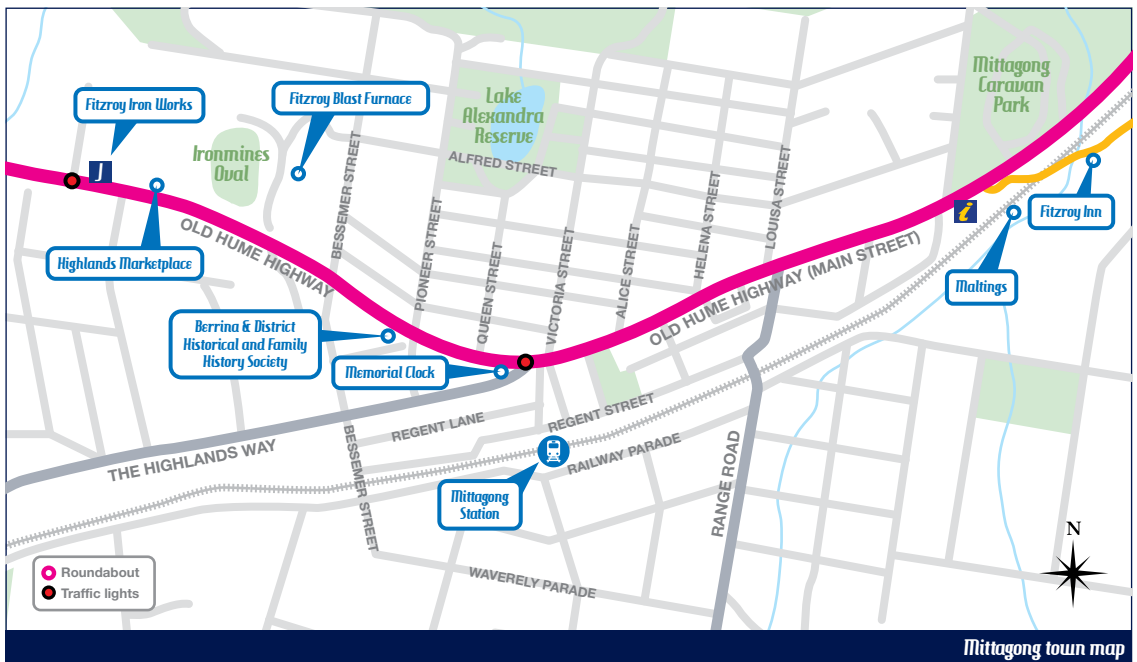 Fitzroy Iron Works
Fitzroy Blast Furnace
Lake
Alexandra
Reserve
Mittagong
Caravan
Park
Ironmines
Oval
J
ALFRED STREET
BESSEMER STREET
PIONEER STREET
QUEEN STREET
VICTORIA STREET
ALICE STREET
HELENA STREET
LOUISA STREET
i
Fitzroy Inn
Maltings
Highlands Marketplace
OLD HUME HIGHWAY
OLD HUME HIGHWAY (MAIN STREET)
Berrima & District
Historical and Family
History Society
Memorial Clock
REGENT LANE
REGENT STREET
THE HIGHLANDS WAY
BESSEMER STREET
RAILWAY PARADE
RANGE ROAD
Mittagong
Station
WAVERELY PARADE
N
Roundabout
Traffic lights
Mittagong town map